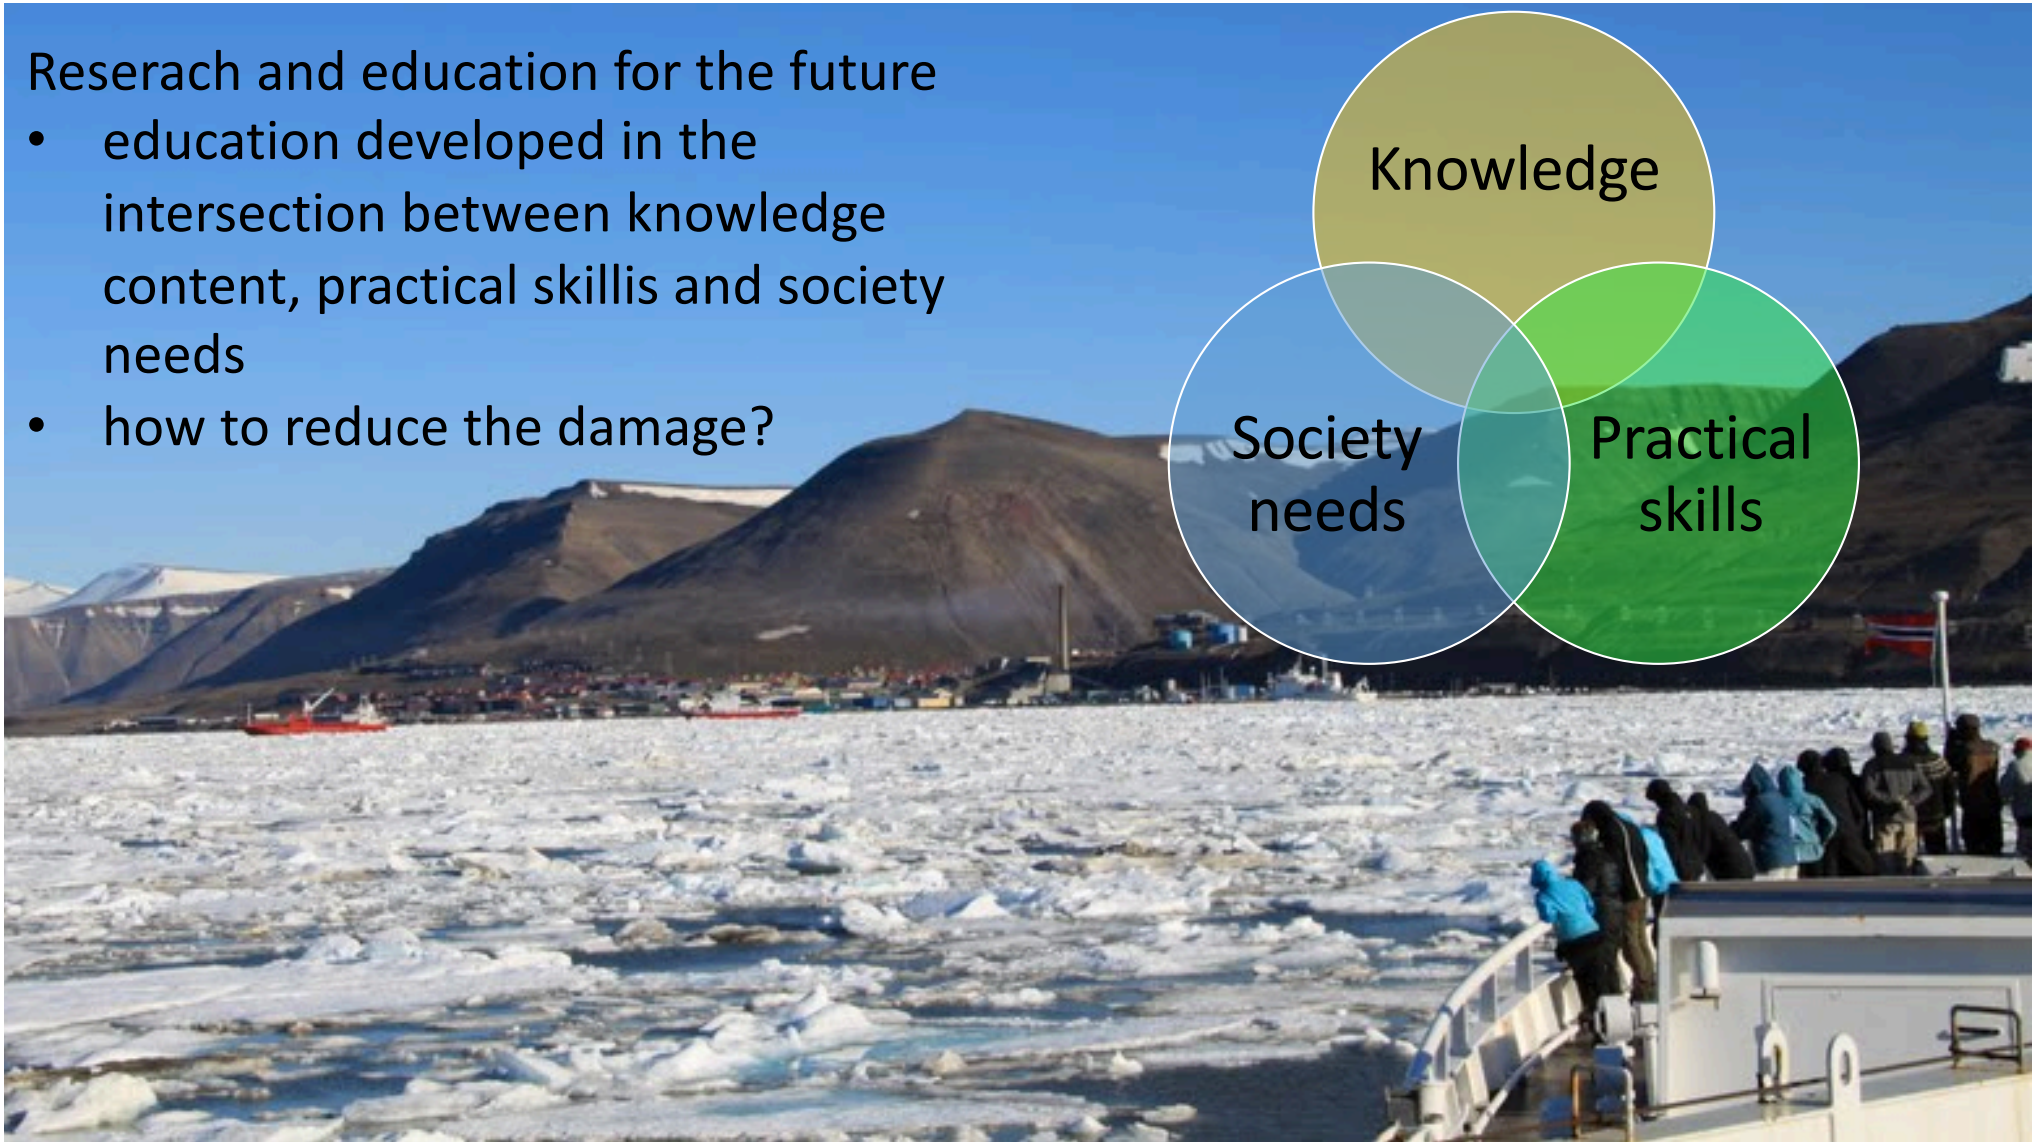 Reserach and education for the future
• education developed in the
intersection between knowledge
content, practical skillis and society
needs
• how to reduce the damage?
Knowledge
Society
needs
Practical
skills